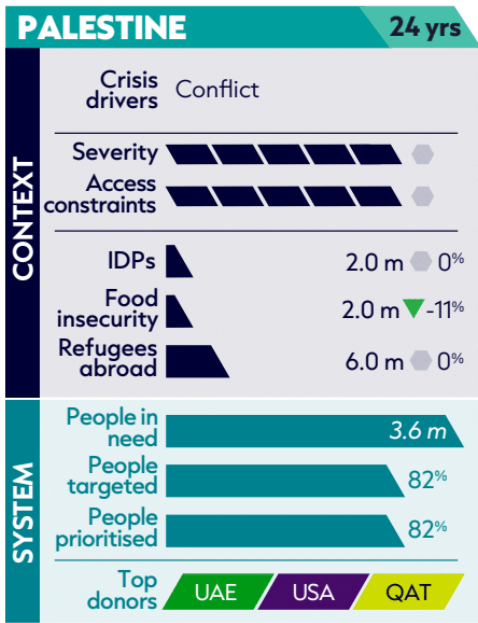 PALESTINE 24 yrs
CONTEXT
Crisis
drivers Conflict
Severity
Access
constraints
IDPs 2.0 m 0%
Food
insecurity 2.0 m -11%
Refugees
abroad 6.0 m 0%
SYSTEM
People in
need 3.6 m
People
targeted 82%
People
prioritised 82%
Top
donors UAE USA QAT